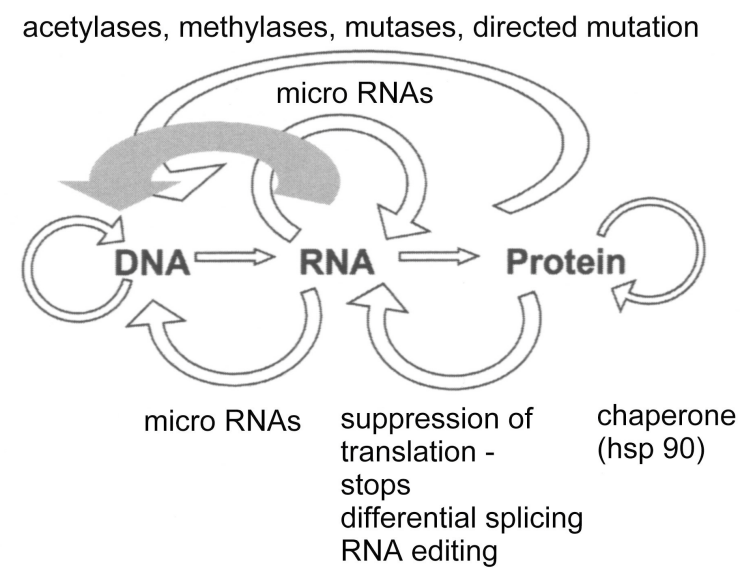 acetylases, methylases, mutases, directed mutation
micro RNAs
DNA RNA Protein
micro RNAs
suppression of
translation -
stops
differential splicing
RNA editing
chaperone
(hsp 90)